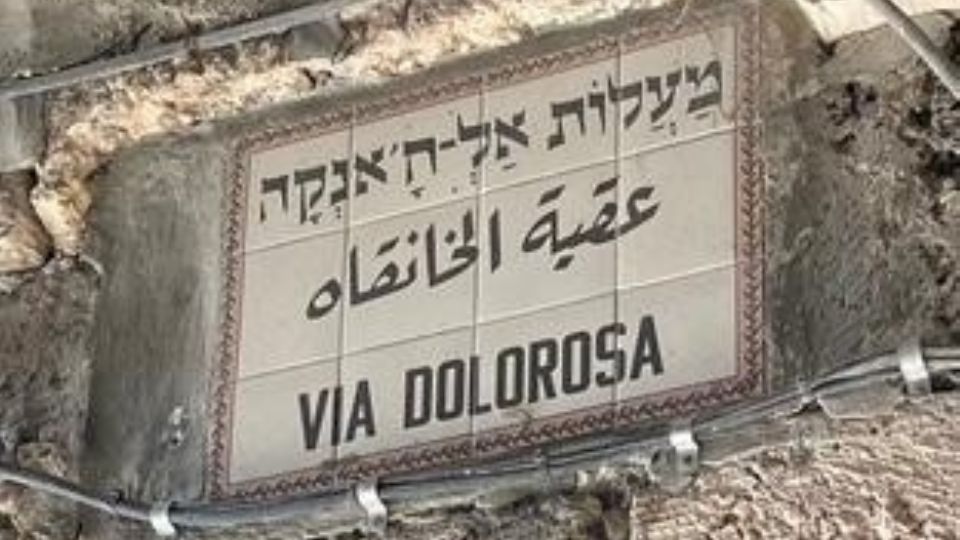 מַעֲלוֹת אַלְ-חָ'אנְקָה
عقبة الخانقاه
VIA DOLOROSA